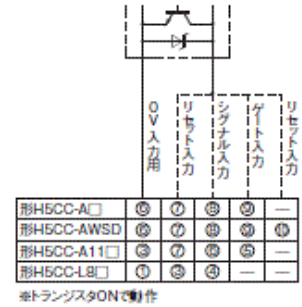 0V入力用
リセット入力
シグナル入力
ゲート入力
リセット入力
形H5CC-A□ ⑥ ⑦ ⑧ ⑨ —
形H5CC-AWSD ⑥ ⑦ ⑧ ⑨ ⑩
形H5CC-A11□ ③ ⑦ ⑥ ⑤ —
形H5CC-L8□ ① ③ ④ — —
※トランジスタONで動作